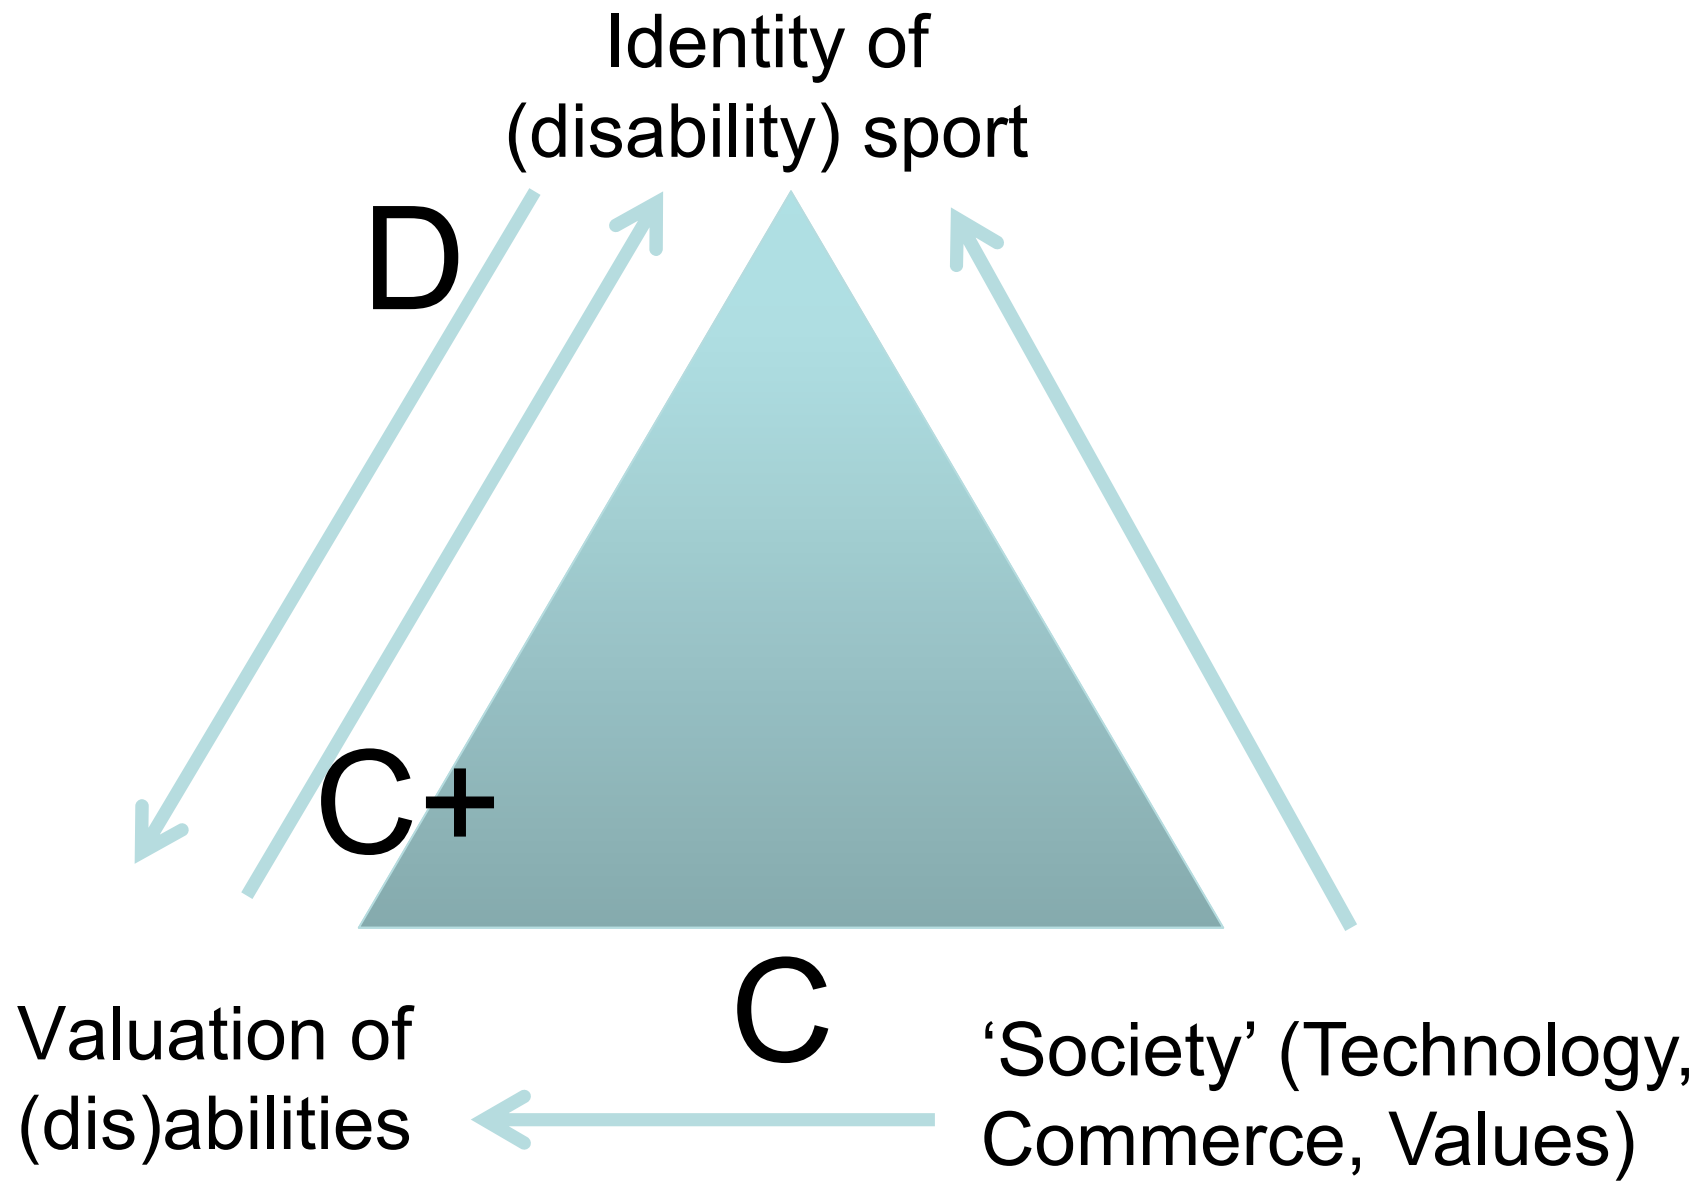 Identity of
(disability) sport
D
C+
C
Valuation of
(dis)abilities
‘Society’ (Technology,
Commerce, Values)